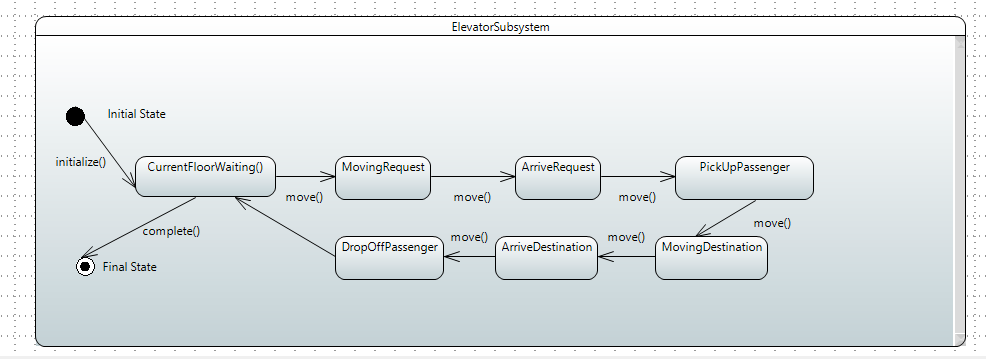 ElevatorSubsystem
Initial State
initialize()
CurrentFloorWaiting()
MovingRequest
ArriveRequest
PickUpPassenger
move()
move()
move()
move()
complete()
DropOffPassenger
move()
ArriveDestination
move()
MovingDestination
Final State